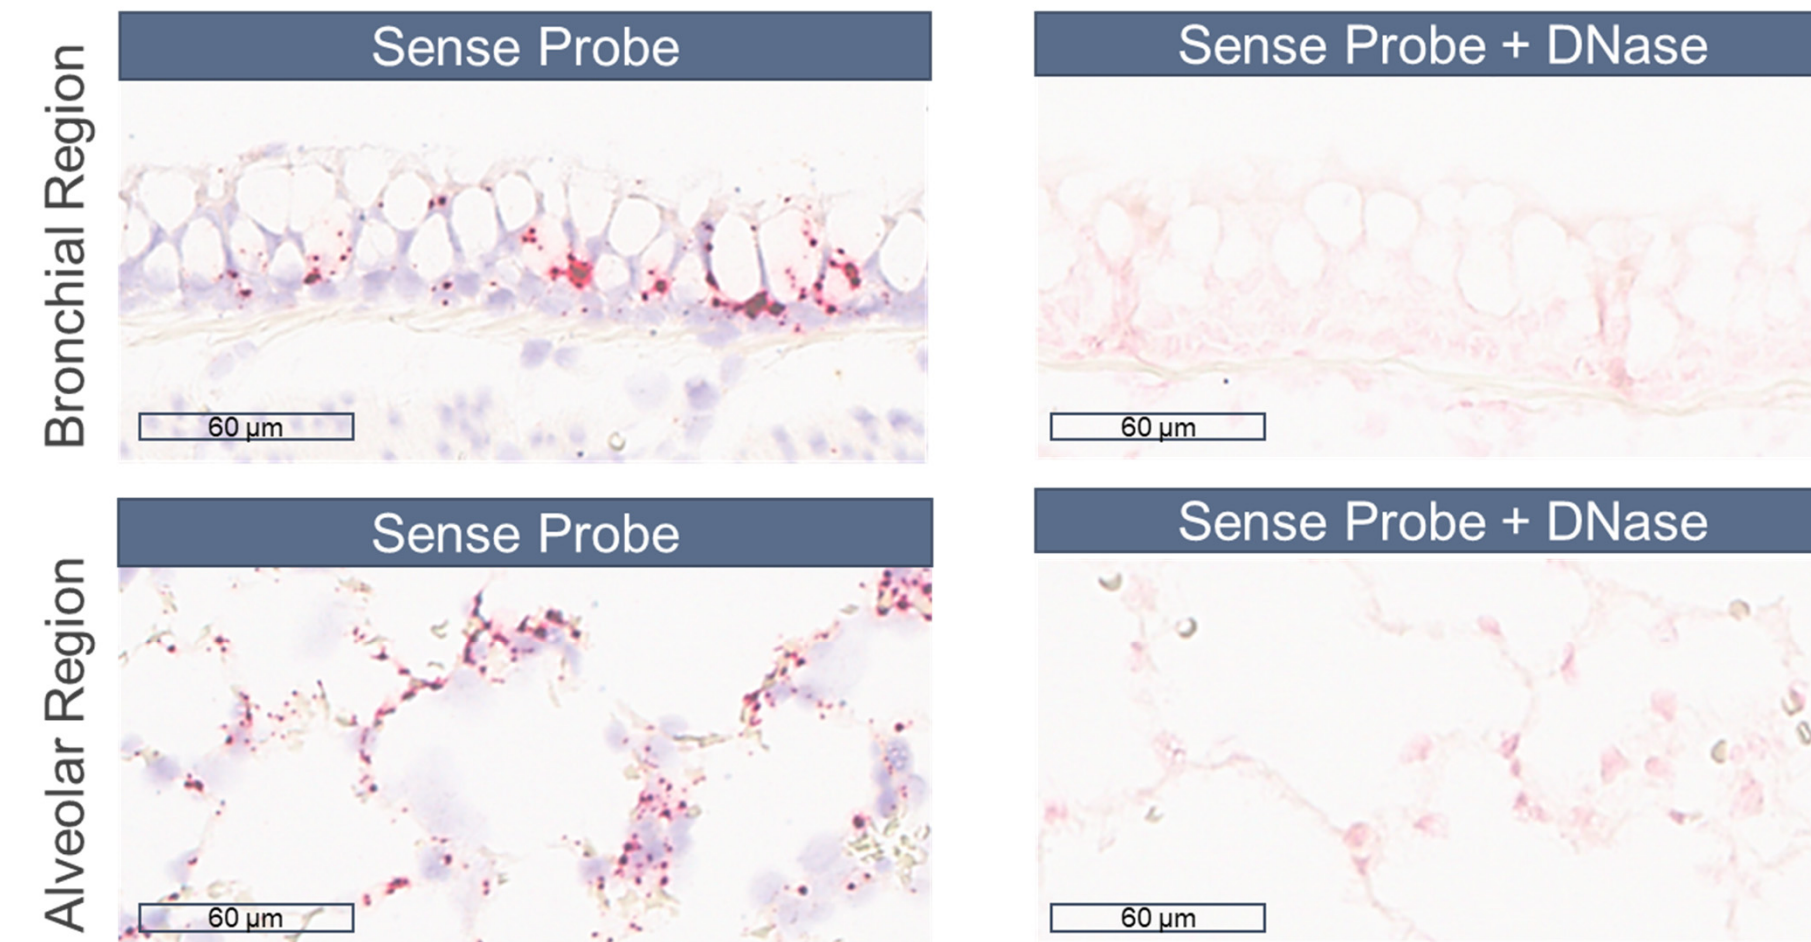 Bronchial Region
Sense Probe
Sense Probe + DNase
60 µm
60 µm
Alveolar Region
Sense Probe
Sense Probe + DNase
60 µm
60 µm